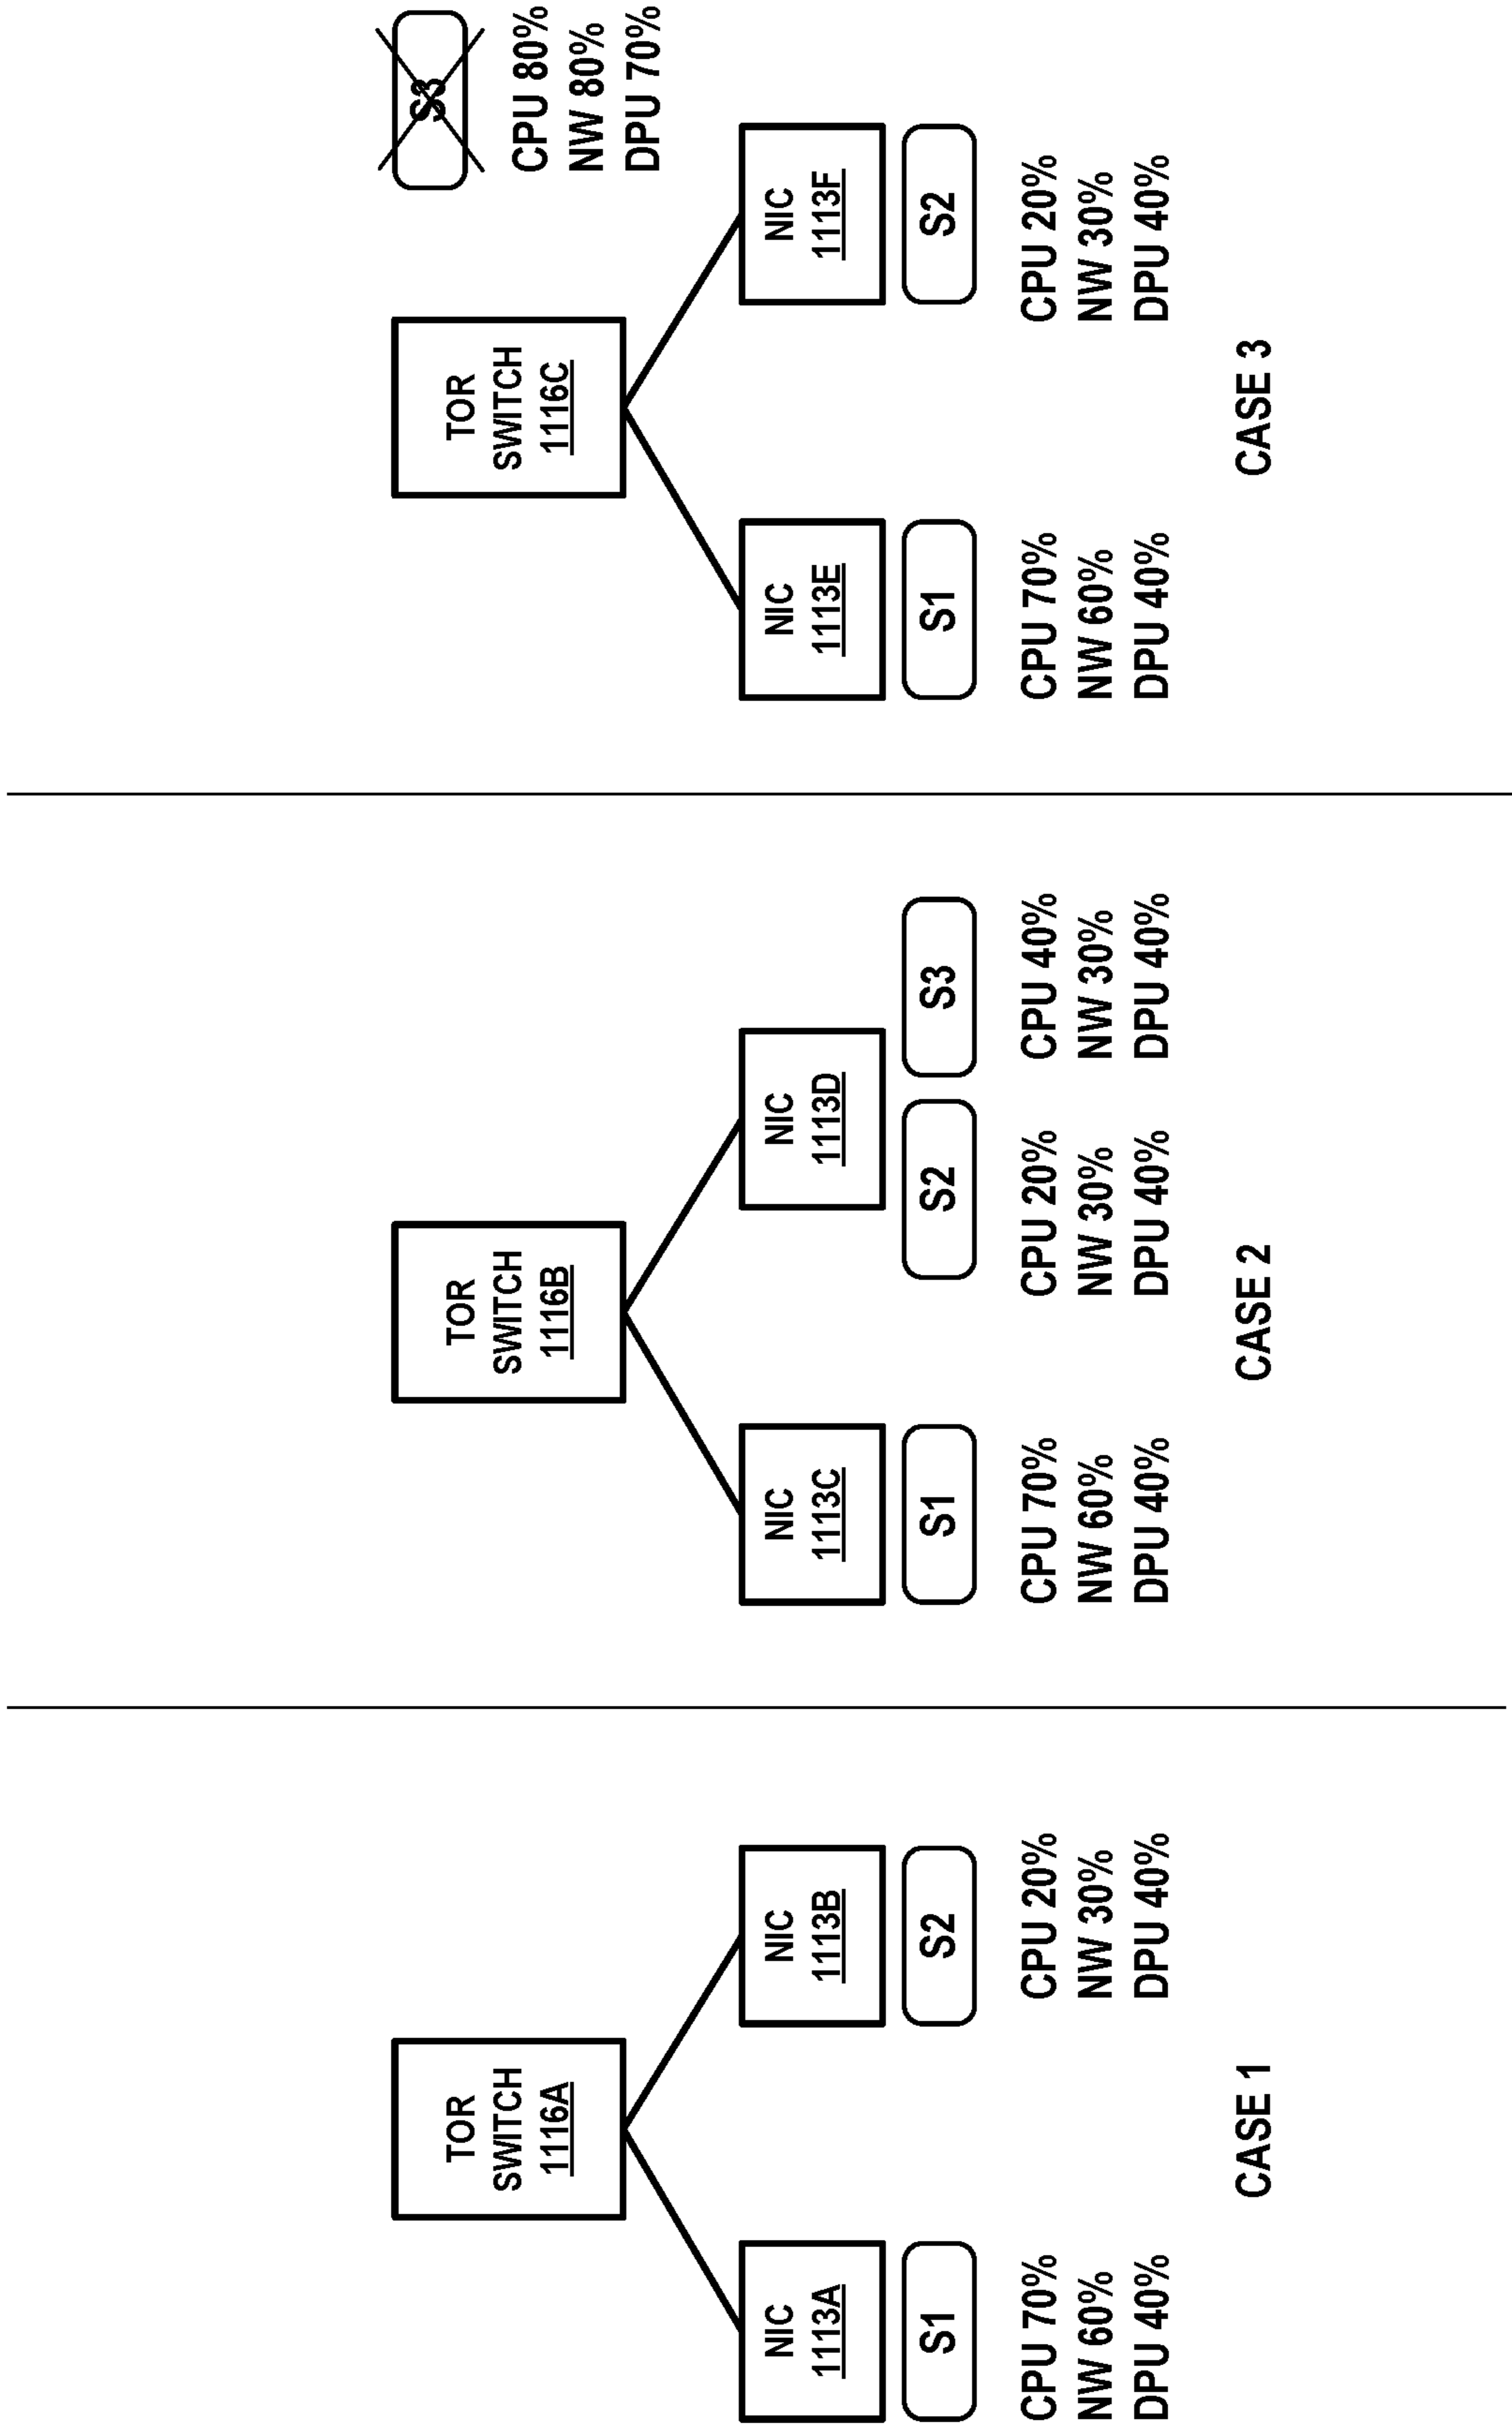 TOR
SWITCH
1116A
NIC
1113A
NIC
1113B
S1
S2
CPU 70%
NW 60%
DPU 40%
CPU 20%
NW 30%
DPU 40%
CASE 1
TOR
SWITCH
1116B
NIC
1113C
NIC
1113D
S1
S2
S3
CPU 70%
NW 60%
DPU 40%
CPU 20%
NW 30%
DPU 40%
CPU 40%
NW 30%
DPU 40%
CASE 2
S3
CPU 80%
NW 80%
DPU 70%
TOR
SWITCH
1116C
NIC
1113E
NIC
1113F
S1
S2
CPU 70%
NW 60%
DPU 40%
CPU 20%
NW 30%
DPU 40%
CASE 3